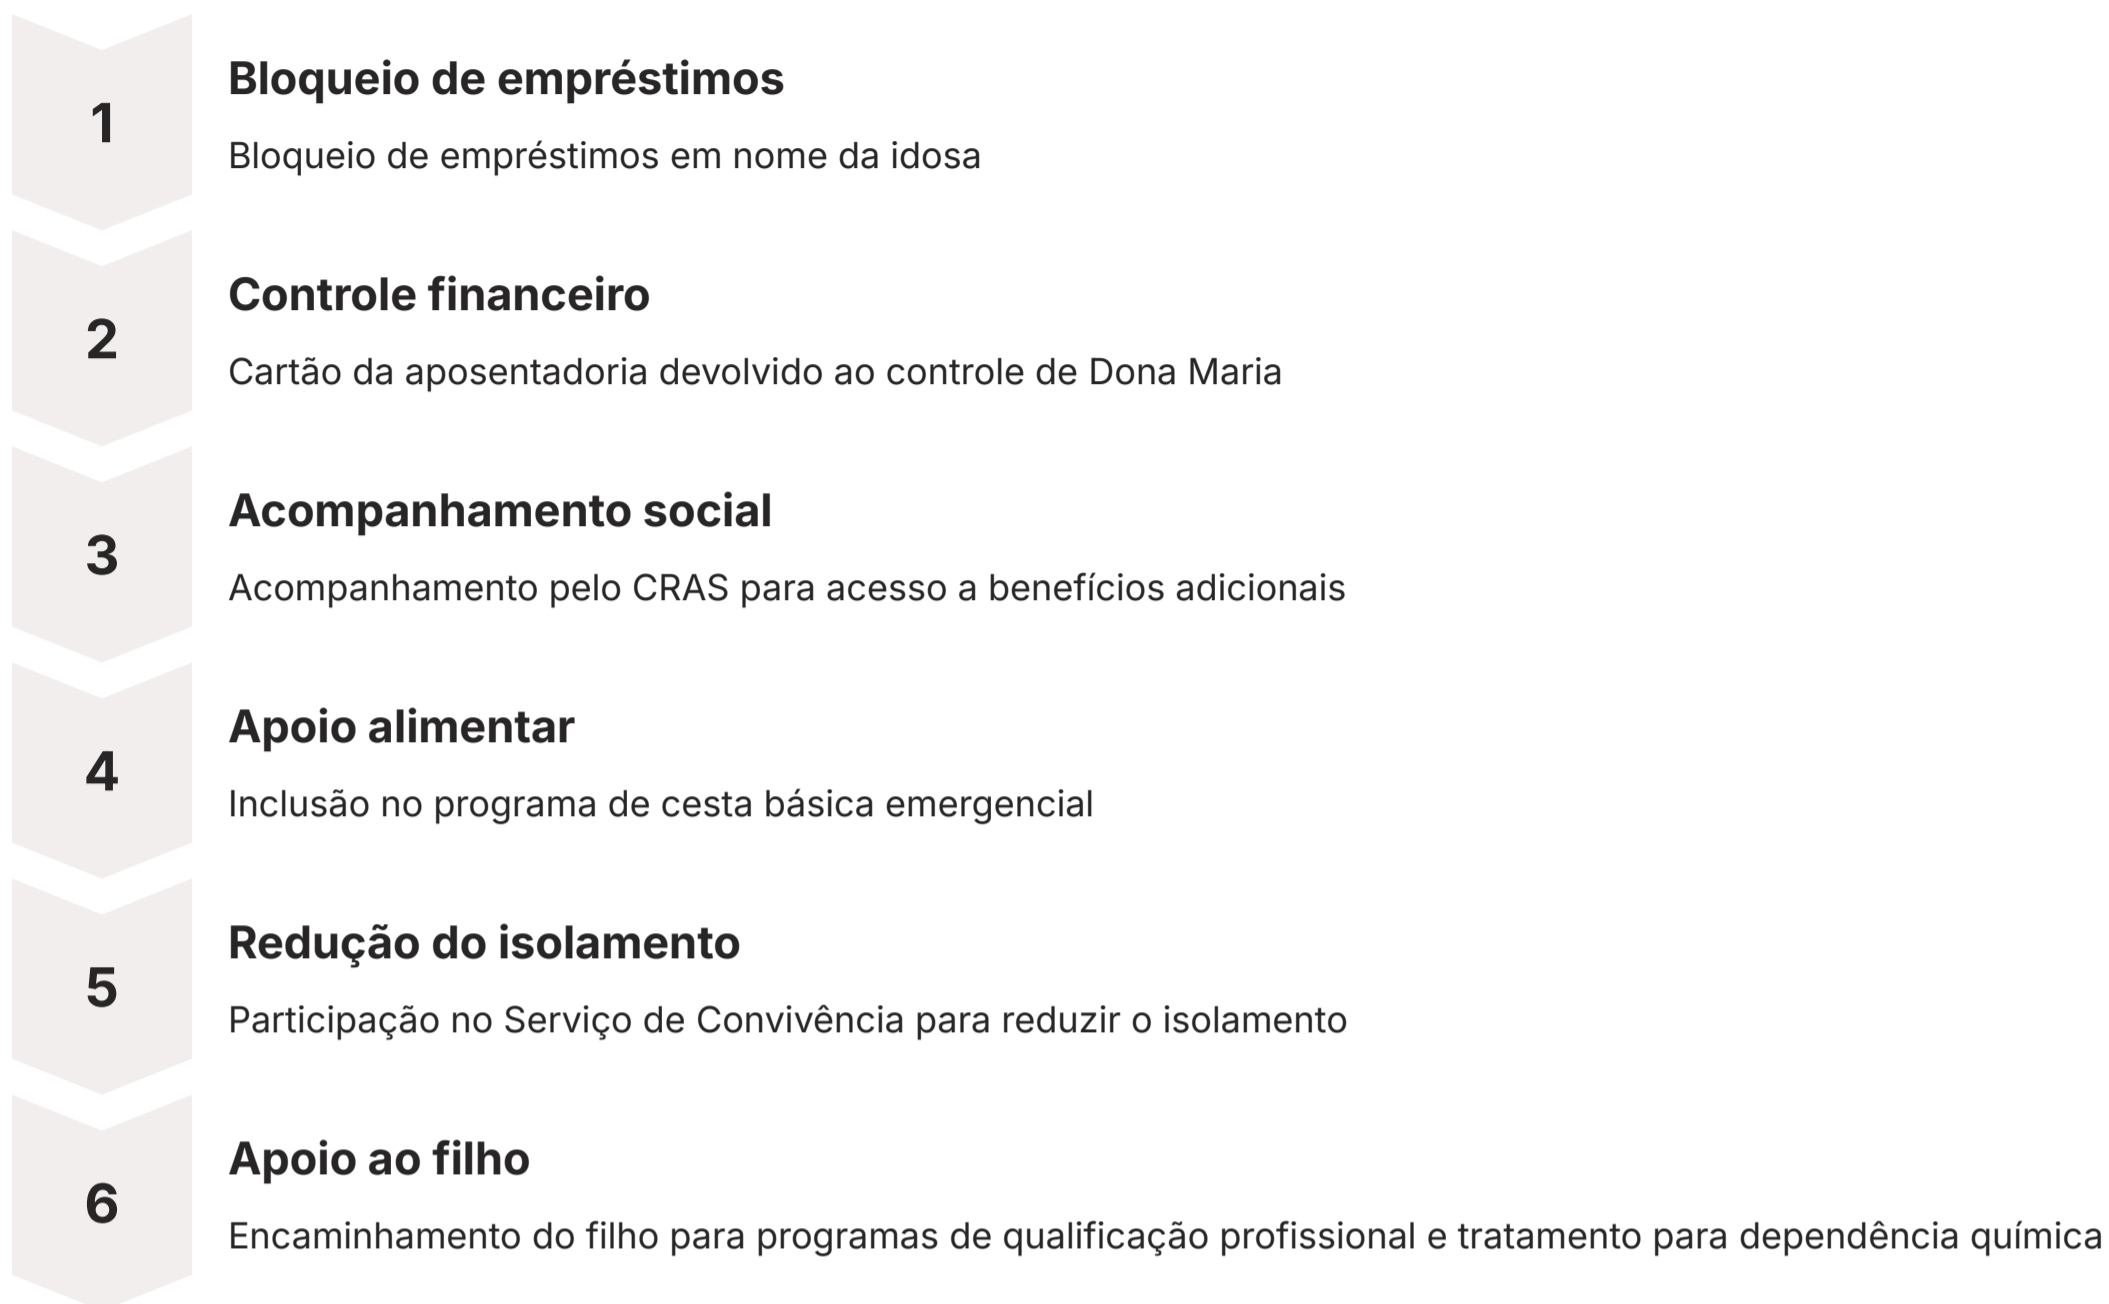 1
Bloqueio de empréstimos
Bloqueio de empréstimos em nome da idosa
2
Controle financeiro
Cartão da aposentadoria devolvido ao controle de Dona Maria
3
Acompanhamento social
Acompanhamento pelo CRAS para acesso a benefícios adicionais
4
Apoio alimentar
Inclusão no programa de cesta básica emergencial
5
Redução do isolamento
Participação no Serviço de Convivência para reduzir o isolamento
6
Apoio ao filho
Encaminhamento do filho para programas de qualificação profissional e tratamento para dependência química